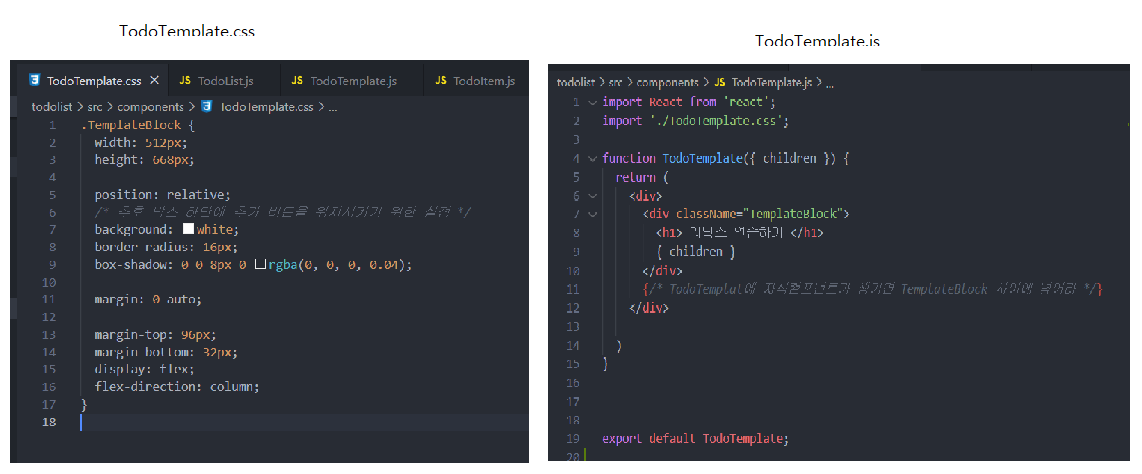 TodoTemplate.css
TodoTemplate.css ×
JS TodoList.js
JS TodoTemplate.js
JS TodoItem.js
todolist > src > components > TodoTemplate.css > ...
1 .TemplateBlock {
2 width: 512px;
3 height: 668px;
4
5 position: relative;
6 /* 추후 박스 하단에 추가 버튼을 위치시키기 위한 설정 */
7 background: white;
8 border-radius: 16px;
9 box-shadow: 0 0 8px 0 rgba(0, 0, 0, 0.04);
10
11 margin: 0 auto;
12
13 margin-top: 96px;
14 margin-bottom: 32px;
15 display: flex;
16 flex-direction: column;
17 }
18
TodoTemplate.js
todolist > src > components > JS TodoTemplate.js > ...
1 import React from 'react';
2 import './TodoTemplate.css';
3
4 function TodoTemplate({ children }) {
5 return (
6 <div>
7 <div className="TemplateBlock">
8 <h1> 리덕스 연습하기 </h1>
9 { children }
10 </div>
11 {/* TodoTemplat에 자식컴포넌트가 생기면 TemplateBlock 사이에 넣어라 */}
12 </div>
13
14 )
15 }
16
17
18
19 export default TodoTemplate;
20